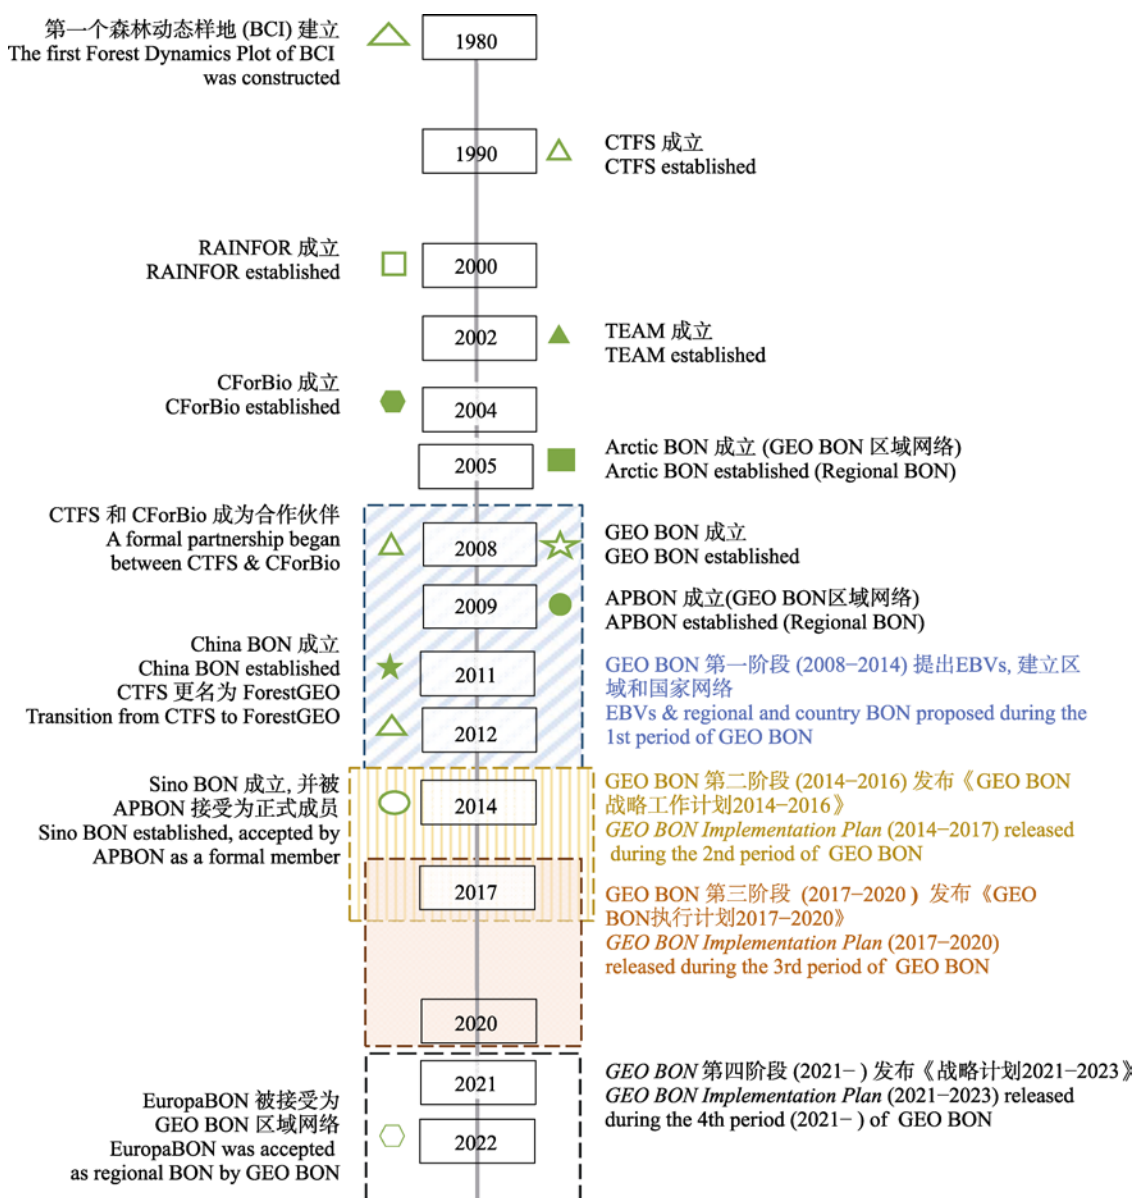 第一个森林动态样地 (BCI) 建立
The first Forest Dynamics Plot of BCI
was constructed
1980
1990
CTFS 成立
CTFS established
RAINFOR 成立
RAINFOR established
2000
2002
TEAM 成立
TEAM established
CForBio 成立
CForBio established
2004
2005
Arctic BON 成立 (GEO BON 区域网络)
Arctic BON established (Regional BON)
CTFS 和 CForBio 成为合作伙伴
A formal partnership began
between CTFS & CForBio
2008
GEO BON 成立
GEO BON established
2009
APBON 成立(GEO BON区域网络)
APBON established (Regional BON)
China BON 成立
China BON established
2011
CTFS 更名为 ForestGEO
Transition from CTFS to ForestGEO
2012
GEO BON 第一阶段 (2008−2014) 提出EBVs, 建立区
域和国家网络
EBVs & regional and country BON proposed during the
1st period of GEO BON
Sino BON 成立, 并被
APBON 接受为正式成员
Sino BON established, accepted by
APBON as a formal member
2014
GEO BON 第二阶段 (2014−2016) 发布《GEO BON
战略工作计划2014−2016》
GEO BON Implementation Plan (2014−2017) released
during the 2nd period of GEO BON
2017
GEO BON 第三阶段 (2017−2020 ) 发布《GEO
BON执行计划2017−2020》
GEO BON Implementation Plan (2017−2020)
released during the 3rd period of GEO BON
2020
2021
GEO BON 第四阶段 (2021− ) 发布《战略计划2021−2023》
GEO BON Implementation Plan (2021−2023) released
during the 4th period (2021− ) of GEO BON
EuropaBON 被接受为
GEO BON 区域网络
EuropaBON was accepted
as regional BON by GEO BON
2022